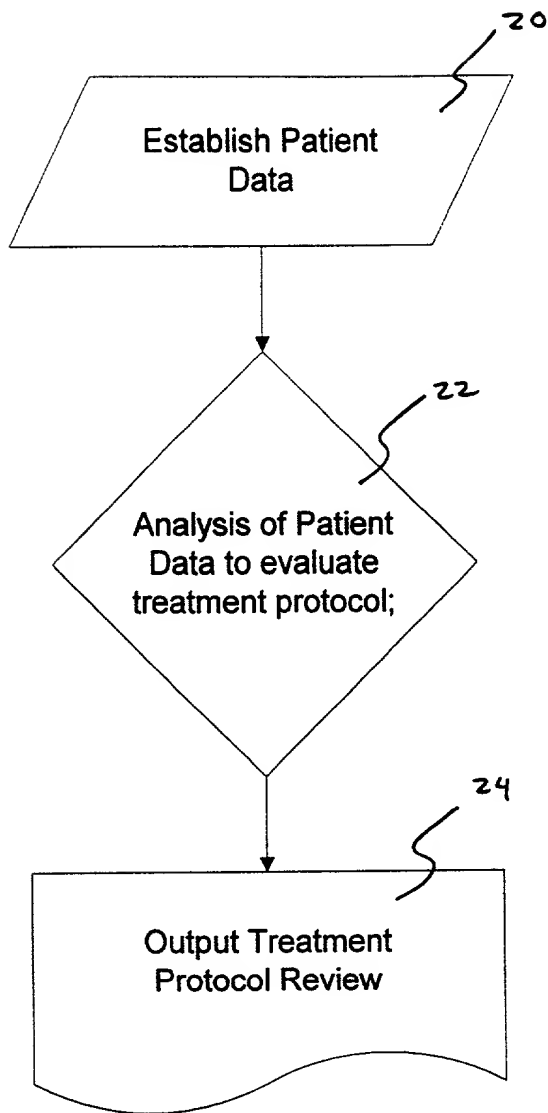 20
Establish Patient
Data
22
Analysis of Patient
Data to evaluate
treatment protocol;
24
Output Treatment
Protocol Review